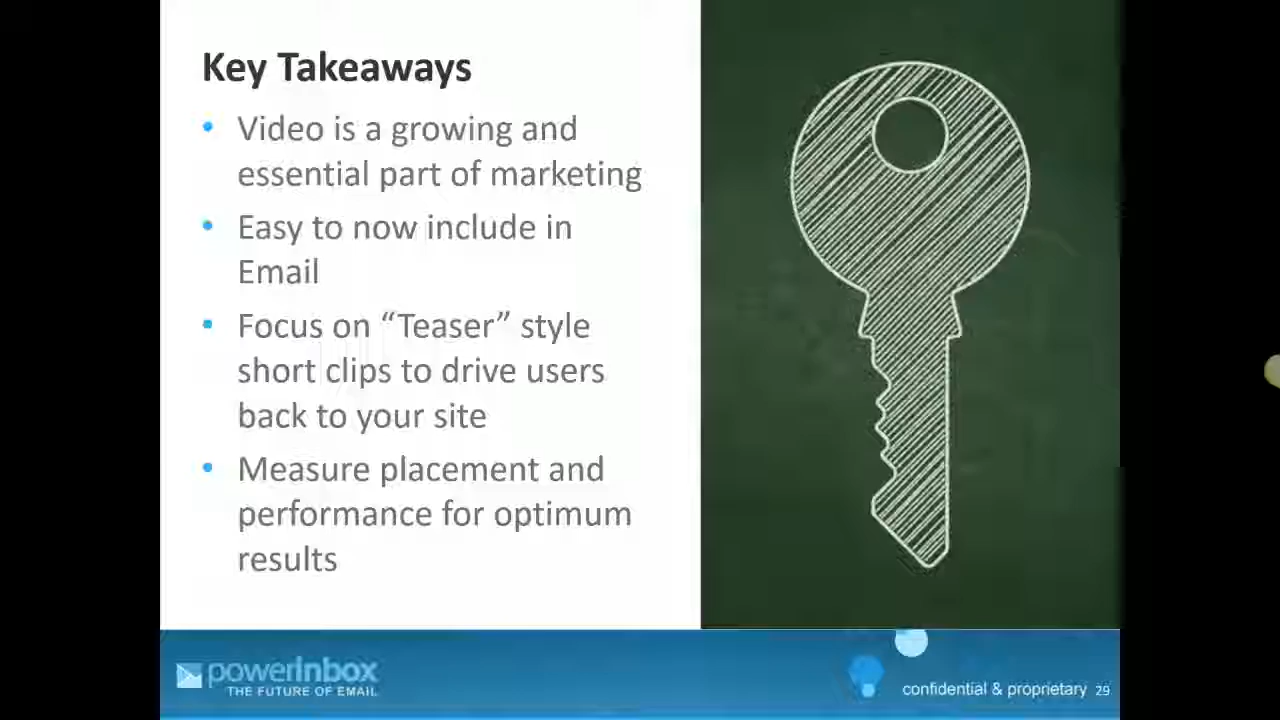 Key Takeaways
• Video is a growing and
essential part of marketing
• Easy to now include in
Email
• Focus on “Teaser” style
short clips to drive users
back to your site
• Measure placement and
performance for optimum
results
powerinbox
THE FUTURE OF EMAIL
confidential & proprietary 29